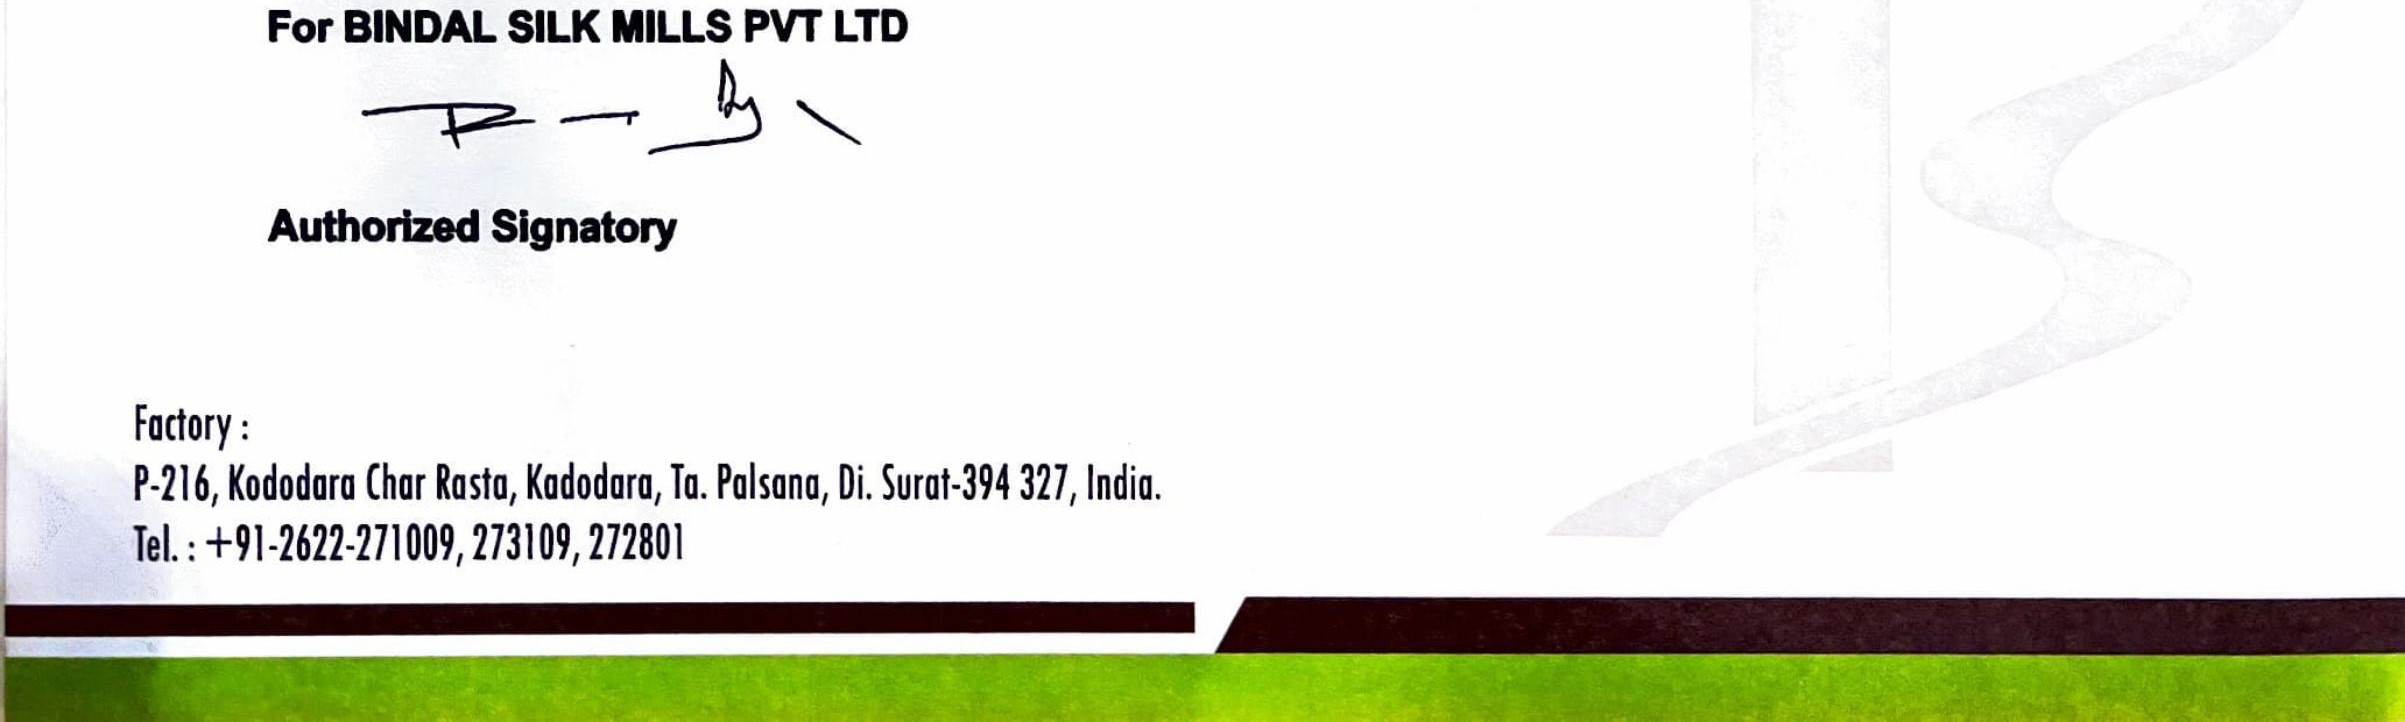 For BINDAL SILK MILLS PVT LTD
Authorized Signatory
Factory :
P-216, Kododara Char Rasta, Kadodara, Ta. Palsana, Di. Surat-394 327, India.
Tel. : +91-2622-271009, 273109, 272801